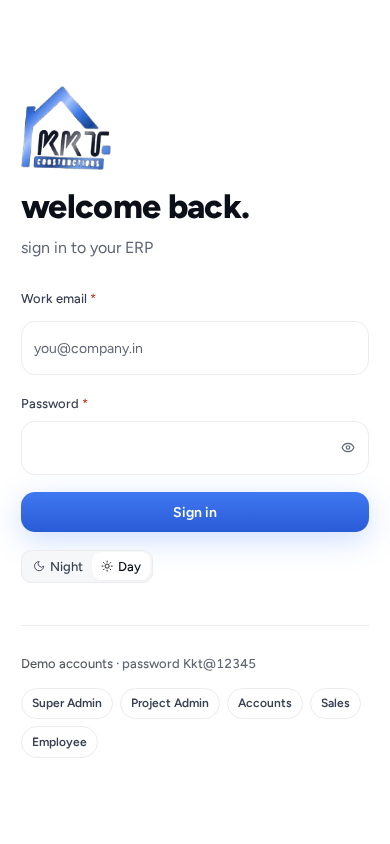 KKT
CONSTRUCTIONS
welcome back.
sign in to your ERP
Work email *
you@company.in
Password *
Sign in
Night Day
Demo accounts · password Kkt@12345
Super Admin Project Admin Accounts Sales
Employee